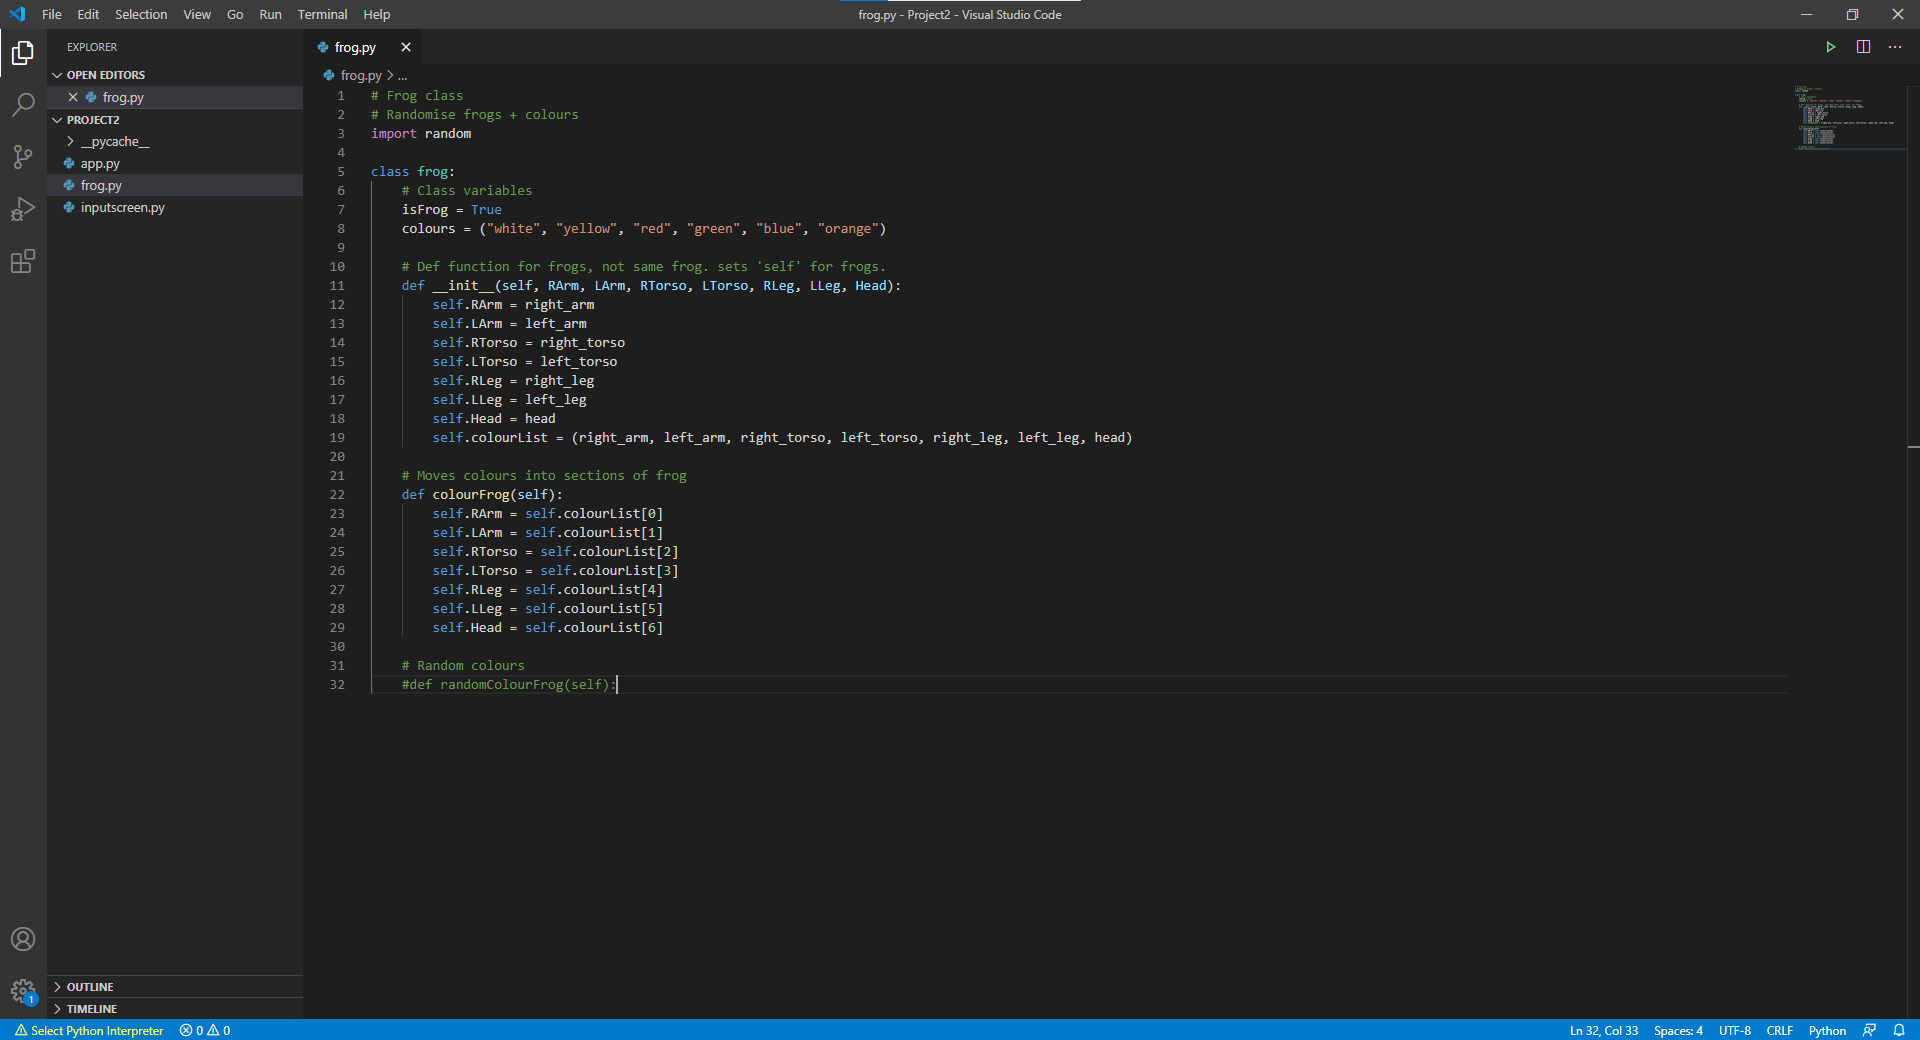 File Edit Selection View Go Run Terminal Help
frog.py - Project2 - Visual Studio Code
EXPLORER
OPEN EDITORS
frog.py
PROJECT2
__pycache__
app.py
frog.py
inputscreen.py
OUTLINE
TIMELINE
frog.py
frog.py > ...
1 # Frog class
2 # Randomise frogs + colours
3 import random
4
5 class frog:
6     # Class variables
7     isFrog = True
8     colours = ("white", "yellow", "red", "green", "blue", "orange")
9
10     # Def function for frogs, not same frog. sets 'self' for frogs.
11     def __init__(self, RArm, LArm, RTorso, LTorso, RLeg, LLeg, Head):
12         self.RArm = right_arm
13         self.LArm = left_arm
14         self.RTorso = right_torso
15         self.LTorso = left_torso
16         self.RLeg = right_leg
17         self.LLeg = left_leg
18         self.Head = head
19         self.colourList = (right_arm, left_arm, right_torso, left_torso, right_leg, left_leg, head)
20
21     # Moves colours into sections of frog
22     def colourFrog(self):
23         self.RArm = self.colourList[0]
24         self.LArm = self.colourList[1]
25         self.RTorso = self.colourList[2]
26         self.LTorso = self.colourList[3]
27         self.RLeg = self.colourList[4]
28         self.LLeg = self.colourList[5]
29         self.Head = self.colourList[6]
30
31     # Random colours
32     #def randomColourFrog(self):
1
Select Python Interpreter 0 0
Ln 32, Col 33 Spaces: 4 UTF-8 CRLF Python